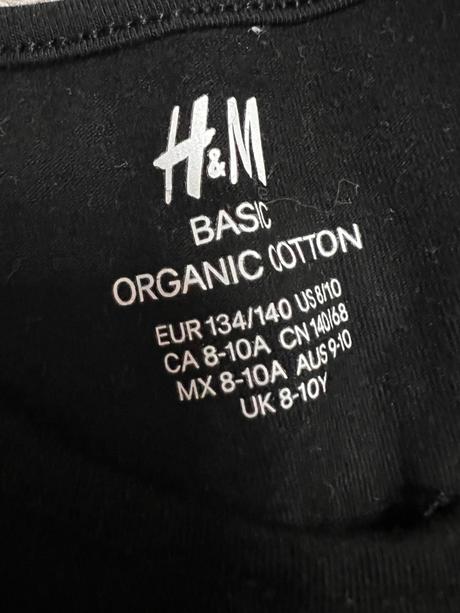 H&M
BASIC
ORGANIC COTTON
EUR 134/140 US 8/10
CA 8-10A CN 140/68
MX 8-10A AUS 9-10
UK 8-10Y